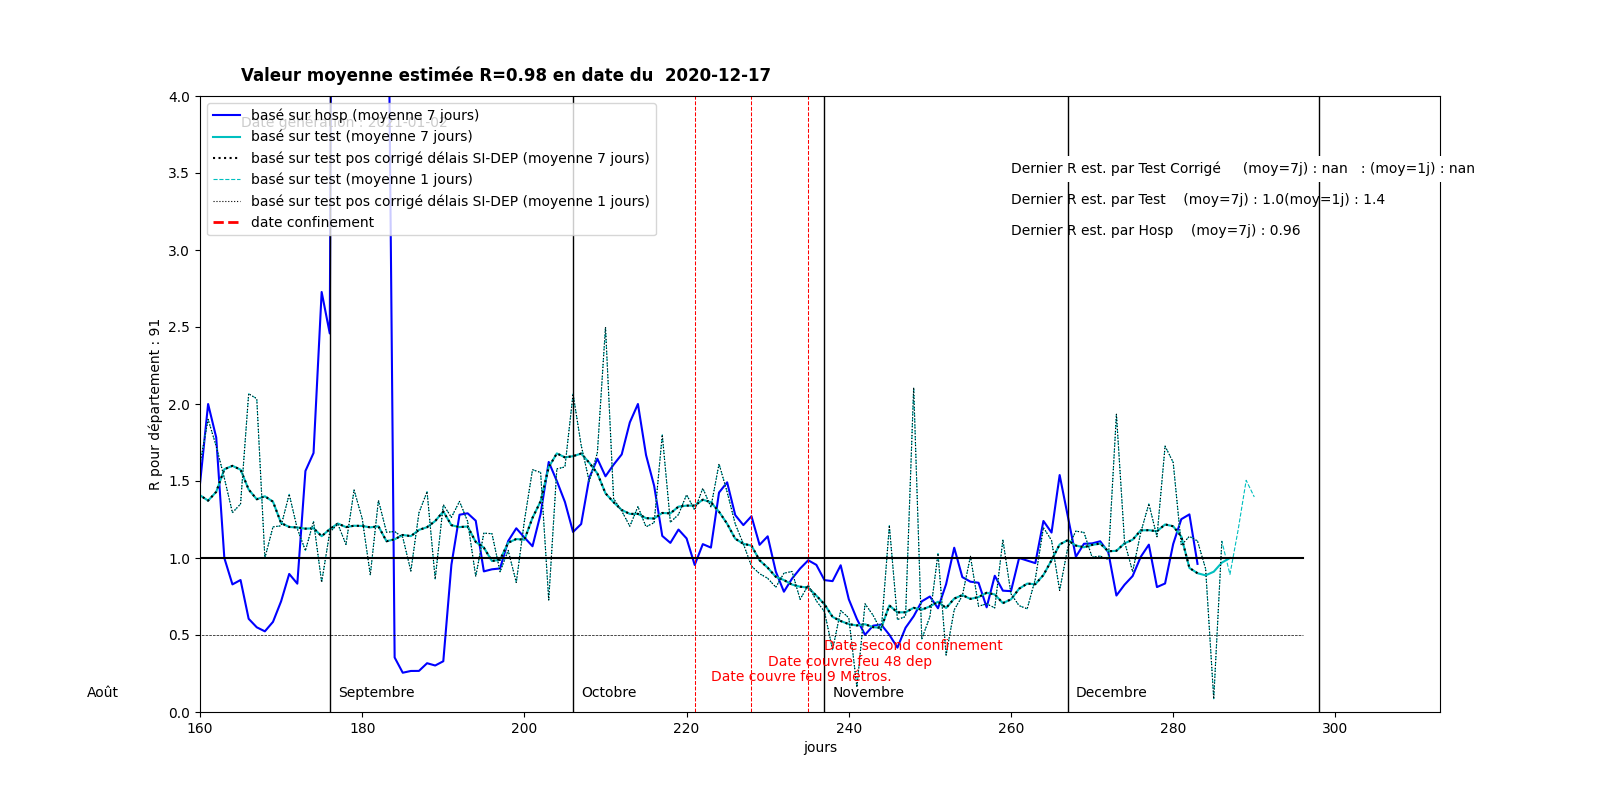 Valeur moyenne estimée R=0.98 en date du  2020-12-17
Date génération : 2021-01-02
basé sur hosp (moyenne 7 jours)
basé sur test (moyenne 7 jours)
basé sur test pos corrigé délais SI-DEP (moyenne 7 jours)
basé sur test (moyenne 1 jours)
basé sur test pos corrigé délais SI-DEP (moyenne 1 jours)
date confinement
Dernier R est. par Test Corrigé     (moy=7j) : nan   : (moy=1j) : nan
Dernier R est. par Test    (moy=7j) : 1.0(moy=1j) : 1.4
Dernier R est. par Hosp    (moy=7j) : 0.96
R pour département : 91
4.0
3.5
3.0
2.5
2.0
1.5
1.0
0.5
0.0
Date second confinement
Date couvre feu 48 dep
Date couvre feu 9 Métros.
Août
Septembre
Octobre
Novembre
Decembre
160 180 200 220 240 260 280 300
jours